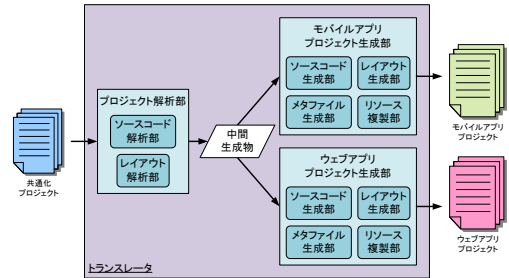 共通化
プロジェクト
プロジェクト解析部
ソースコード
解析部
レイアウト
解析部
中間
生成物
モバイルアプリ
プロジェクト生成部
ソースコード
生成部
レイアウト
生成部
メタファイル
生成部
リソース
複製部
ウェブアプリ
プロジェクト生成部
ソースコード
生成部
レイアウト
生成部
メタファイル
生成部
リソース
複製部
モバイルアプリ
プロジェクト
ウェブアプリ
プロジェクト
トランスレータ